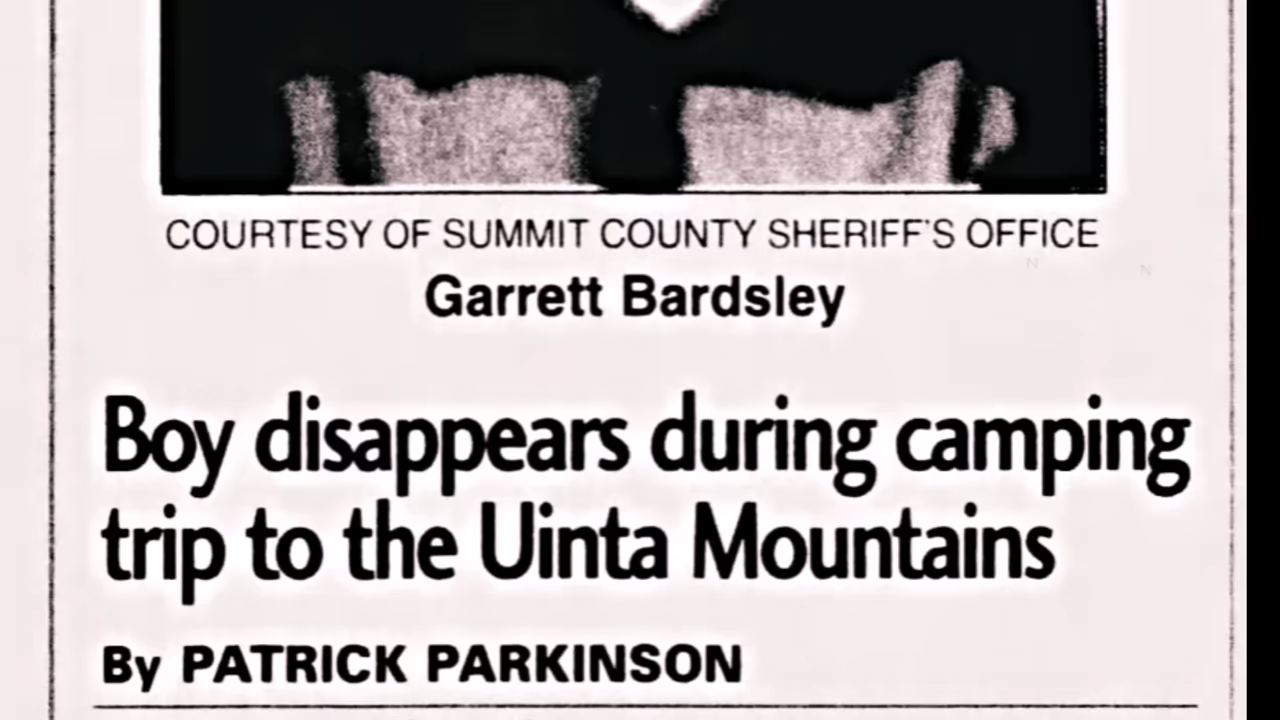 COURTESY OF SUMMIT COUNTY SHERIFF'S OFFICE
Garrett Bardsley
Boy disappears during camping
trip to the Uinta Mountains
By PATRICK PARKINSON